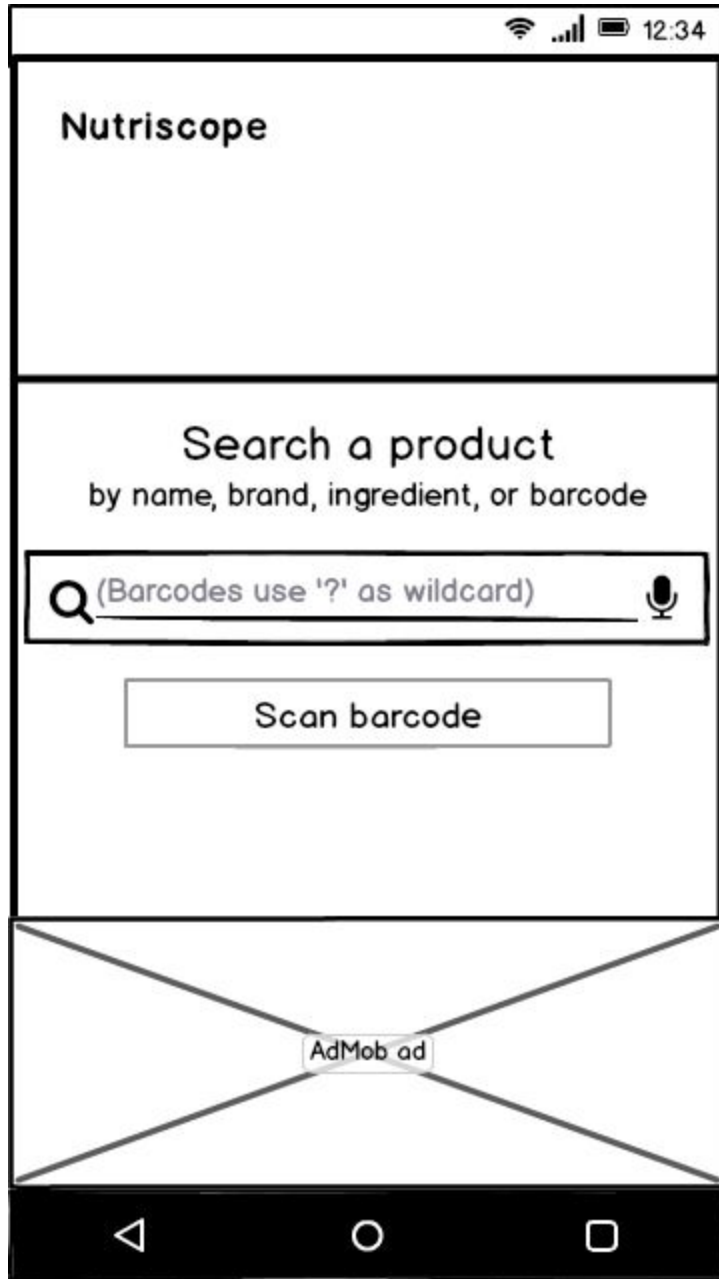 12:34
Nutriscope
Search a product
by name, brand, ingredient, or barcode
(Barcodes use '?' as wildcard)
Scan barcode
AdMob ad